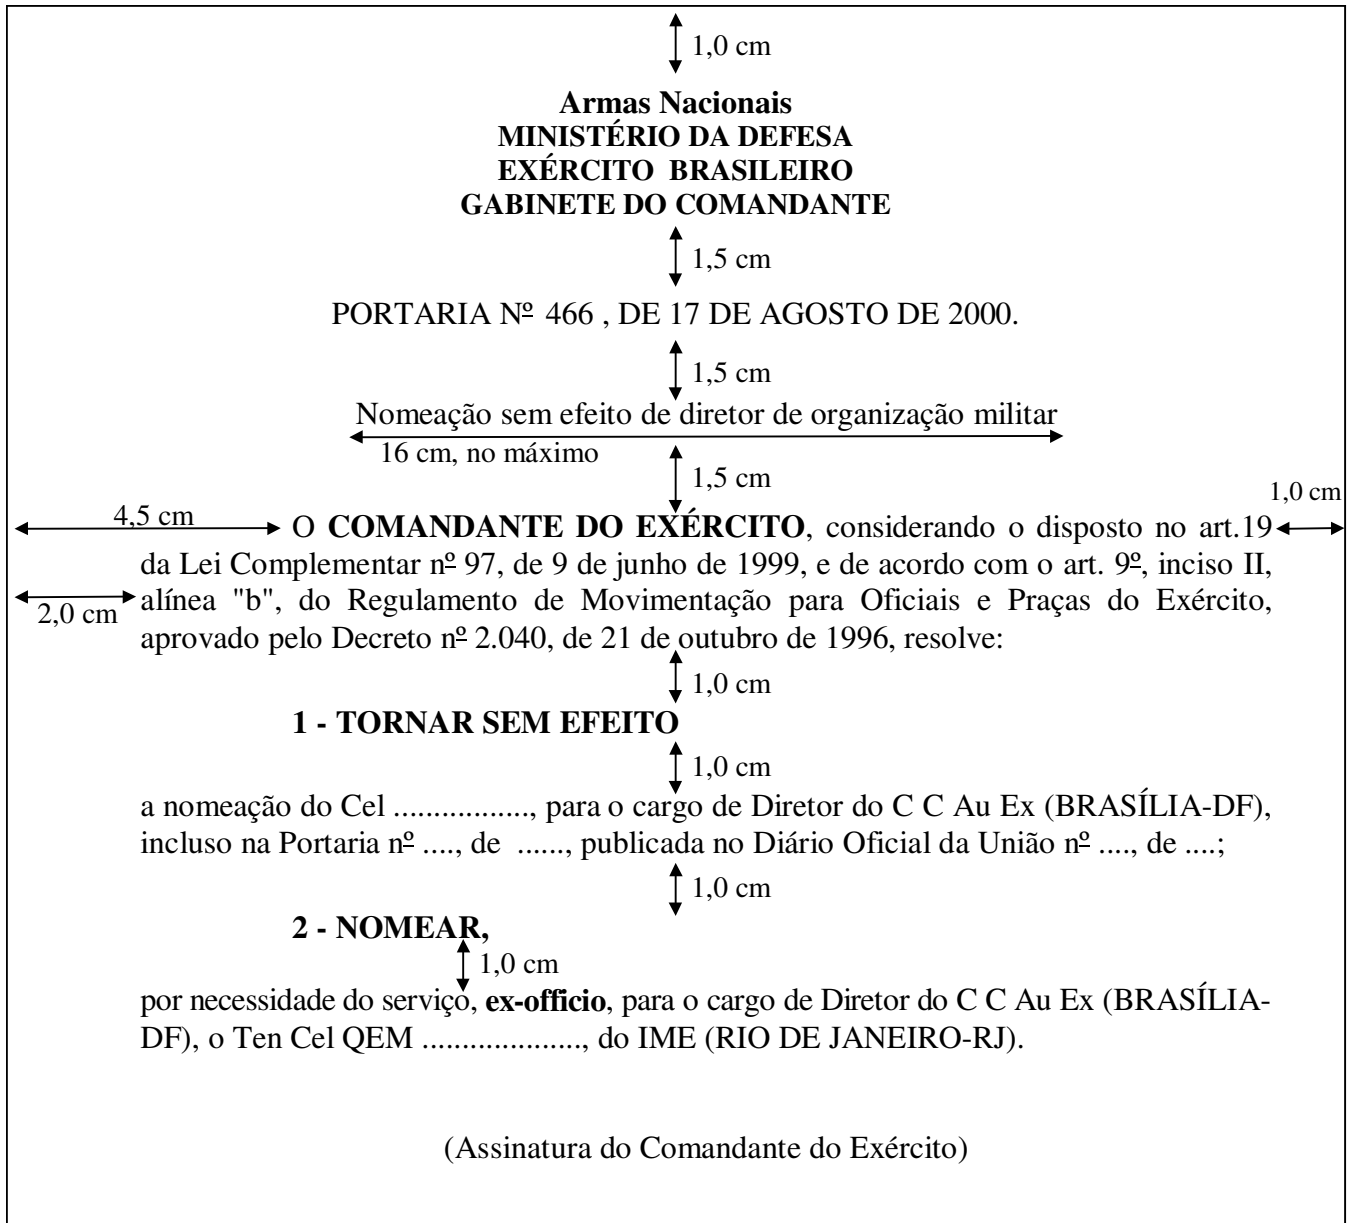 1,0 cm
Armas Nacionais
MINISTÉRIO DA DEFESA
EXÉRCITO BRASILEIRO
GABINETE DO COMANDANTE
1,5 cm
PORTARIA Nº 466 , DE 17 DE AGOSTO DE 2000.
1,5 cm
Nomeação sem efeito de diretor de organização militar
16 cm, no máximo
1,5 cm
1,0 cm
4,5 cm
O COMANDANTE DO EXÉRCITO, considerando o disposto no art.19
da Lei Complementar nº 97, de 9 de junho de 1999, e de acordo com o art. 9º, inciso II,
2,0 cm
alínea "b", do Regulamento de Movimentação para Oficiais e Praças do Exército,
aprovado pelo Decreto nº 2.040, de 21 de outubro de 1996, resolve:
1,0 cm
1 - TORNAR SEM EFEITO
1,0 cm
a nomeação do Cel ................., para o cargo de Diretor do C C Au Ex (BRASÍLIA-DF),
incluso na Portaria nº ...., de ......, publicada no Diário Oficial da União nº ...., de ....;
1,0 cm
2 - NOMEAR,
1,0 cm
por necessidade do serviço, ex-officio, para o cargo de Diretor do C C Au Ex (BRASÍLIA-
DF), o Ten Cel QEM ...................., do IME (RIO DE JANEIRO-RJ).
(Assinatura do Comandante do Exército)